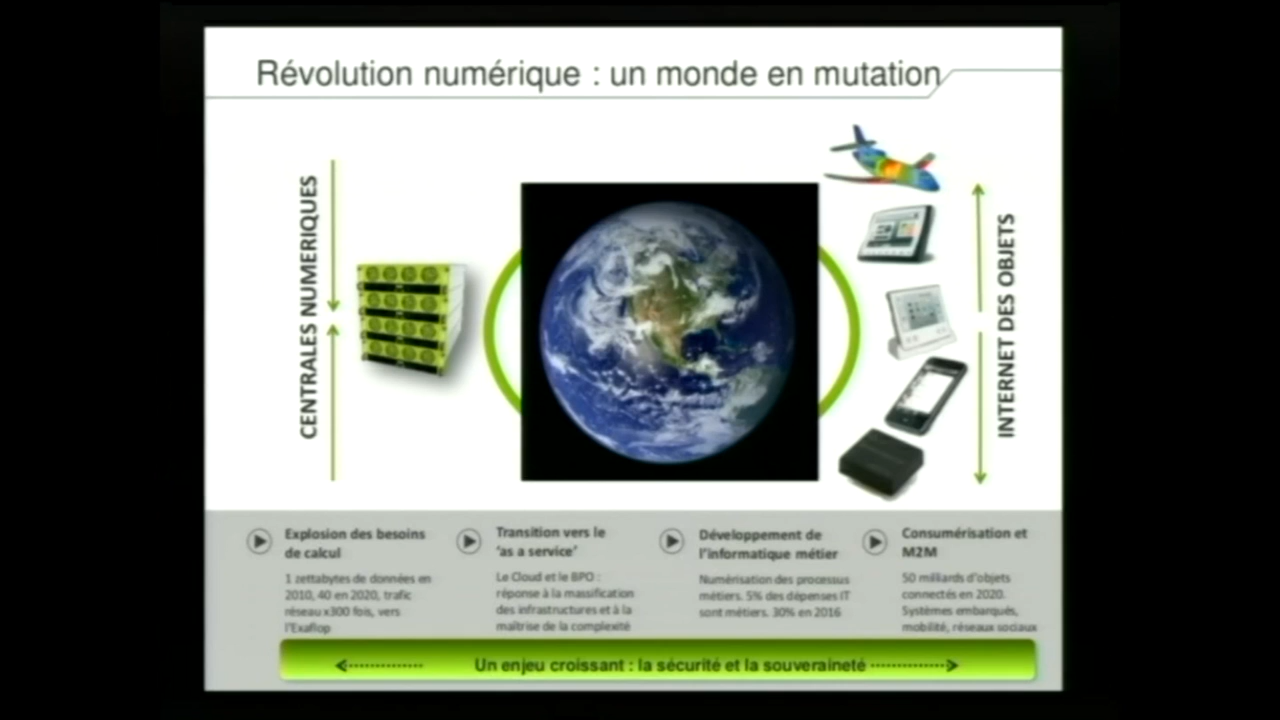 Révolution numérique : un monde en mutation
CENTRALES NUMERIQUES
INTERNET DES OBJETS
Explosion des besoins
de calcul
1 zettabytes de données en
2010, 40 en 2020, trafic
réseau x300 fois, vers
l'Exaflop
Transition vers le
'as a service'
Le Cloud et le BPO :
réponse à la massification
des infrastructures et à la
maîtrise de la complexité
Développement de
l'informatique métier
Numérisation des processus
métiers. 5% des dépenses IT
sont métiers. 30% en 2016
Consumérisation et
M2M
50 milliards d'objets
connectés en 2020.
Systèmes embarqués,
mobilité, réseaux sociaux
Un enjeu croissant : la sécurité et la souveraineté